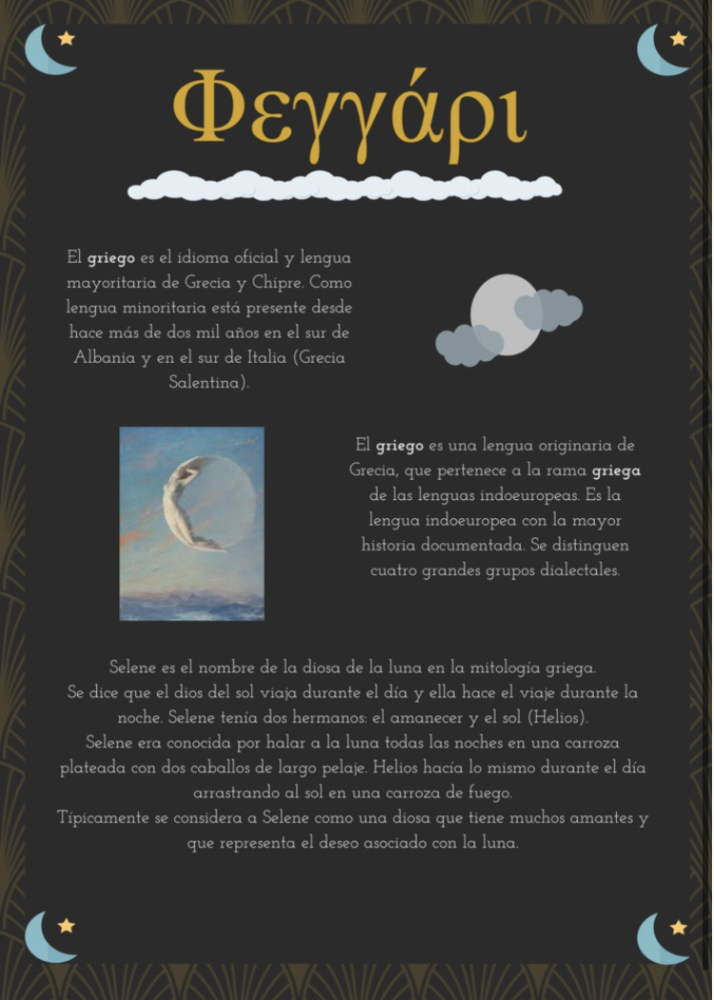 Φεγγάρι
El griego es el idioma oficial y lengua
mayoritaria de Grecia y Chipre. Como
lengua minoritaria está presente desde
hace más de dos mil años en el sur de
Albania y en el sur de Italia (Grecia
Salentina).
El griego es una lengua originaria de
Grecia, que pertenece a la rama griega
de las lenguas indoeuropeas. Es la
lengua indoeuropea con la mayor
historia documentada. Se distinguen
cuatro grandes grupos dialectales.
Selene es el nombre de la diosa de la luna en la mitología griega.
Se dice que el dios del sol viaja durante el día y ella hace el viaje durante la
noche. Selene tenía dos hermanos: el amanecer y el sol (Helios).
Selene era conocida por halar a la luna todas las noches en una carroza
plateada con dos caballos de largo pelaje. Helios hacía lo mismo durante el día
arrastrando al sol en una carroza de fuego.
Típicamente se considera a Selene como una diosa que tiene muchos amantes y
que representa el deseo asociado con la luna.